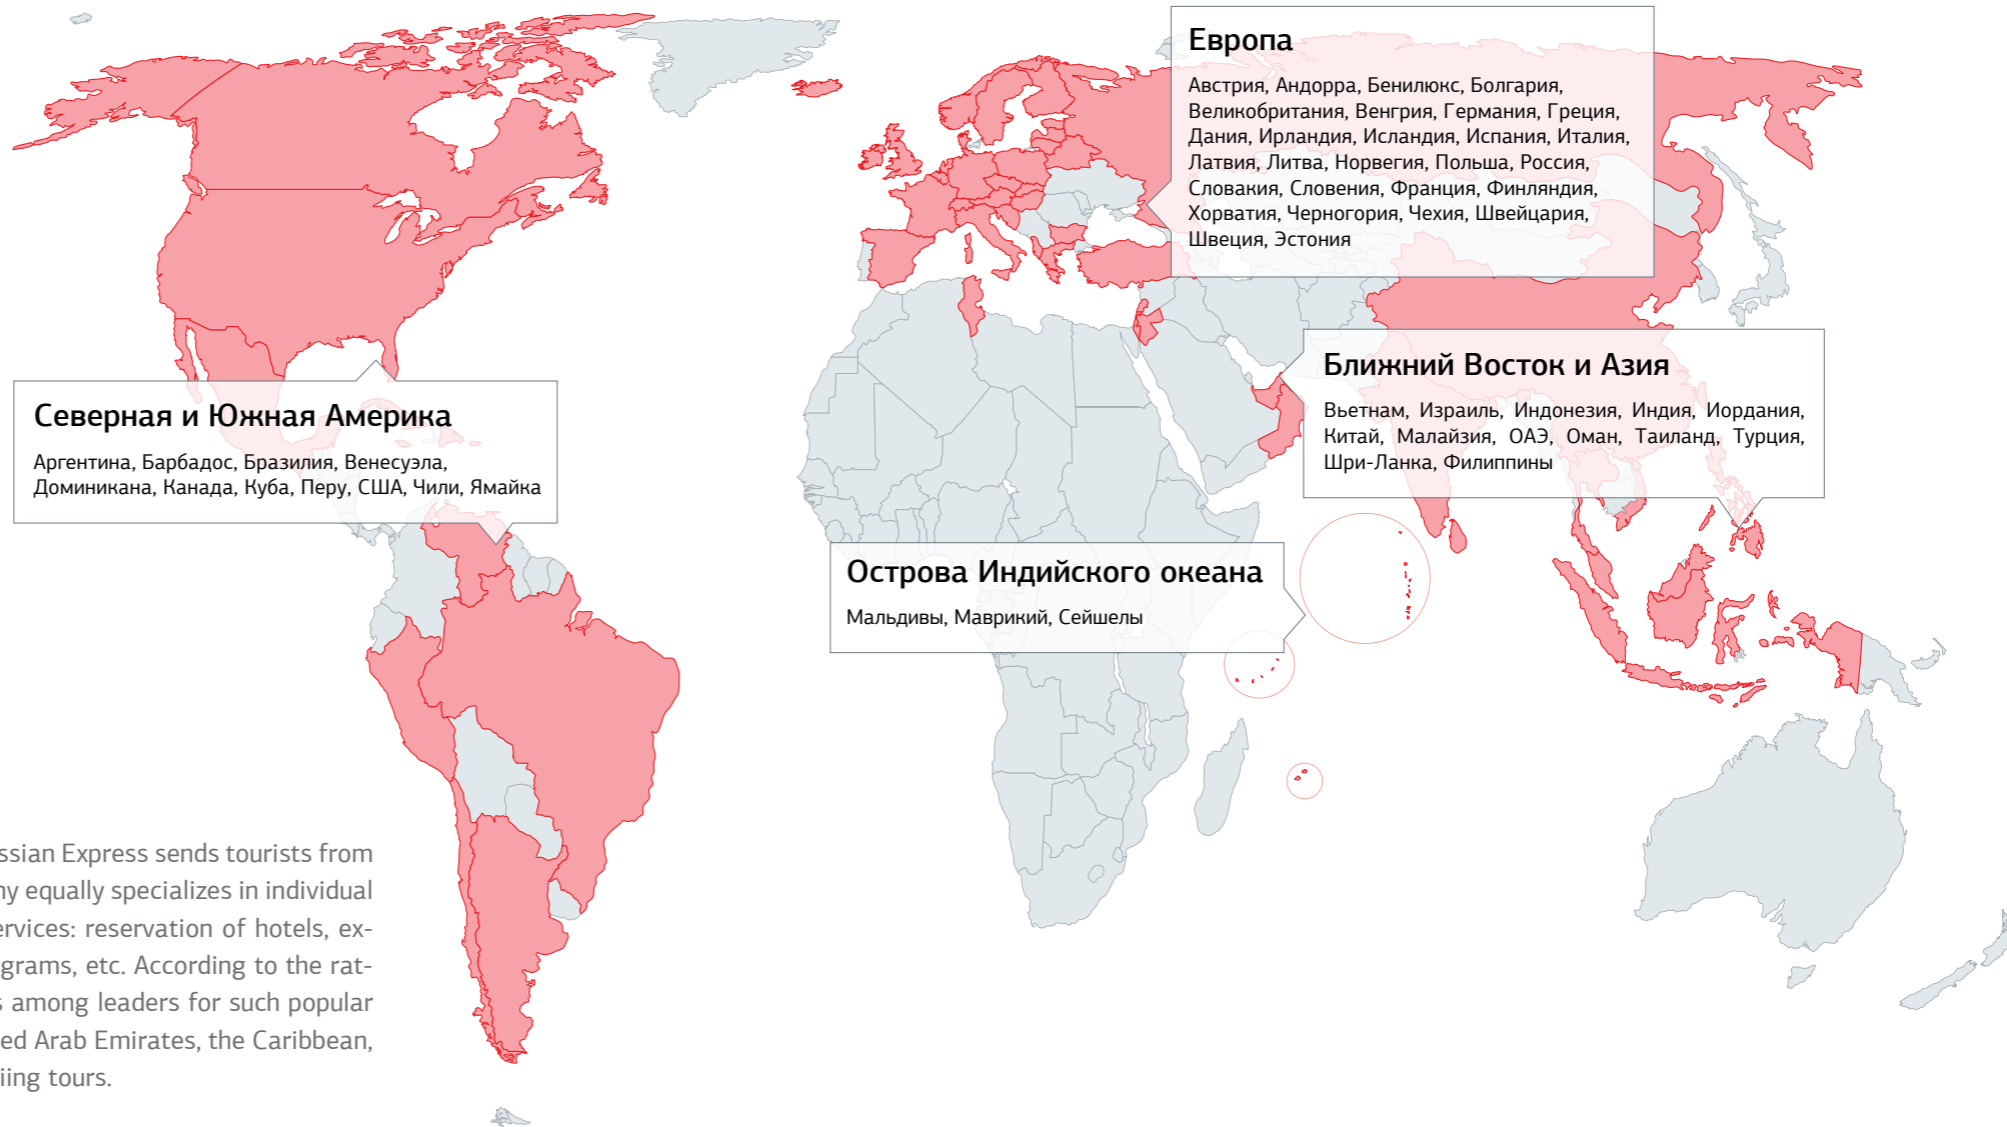 Европа
Австрия, Андорра, Бенилюкс, Болгария,
Великобритания, Венгрия, Германия, Греция,
Дания, Ирландия, Исландия, Испания, Италия,
Латвия, Литва, Норвегия, Польша, Россия,
Словакия, Словения, Франция, Финляндия,
Хорватия, Черногория, Чехия, Швейцария,
Швеция, Эстония
Ближний Восток и Азия
Вьетнам, Израиль, Индонезия, Индия, Иордания,
Китай, Малайзия, ОАЭ, Оман, Таиланд, Турция,
Шри-Ланка, Филиппины
Северная и Южная Америка
Аргентина, Барбадос, Бразилия, Венесуэла,
Доминикана, Канада, Куба, Перу, США, Чили, Ямайка
Острова Индийского океана
Мальдивы, Маврикий, Сейшелы
ssian Express sends tourists from
ny equally specializes in individual
ervices: reservation of hotels, ex-
grams, etc. According to the rat-
s among leaders for such popular
ed Arab Emirates, the Caribbean,
iing tours.